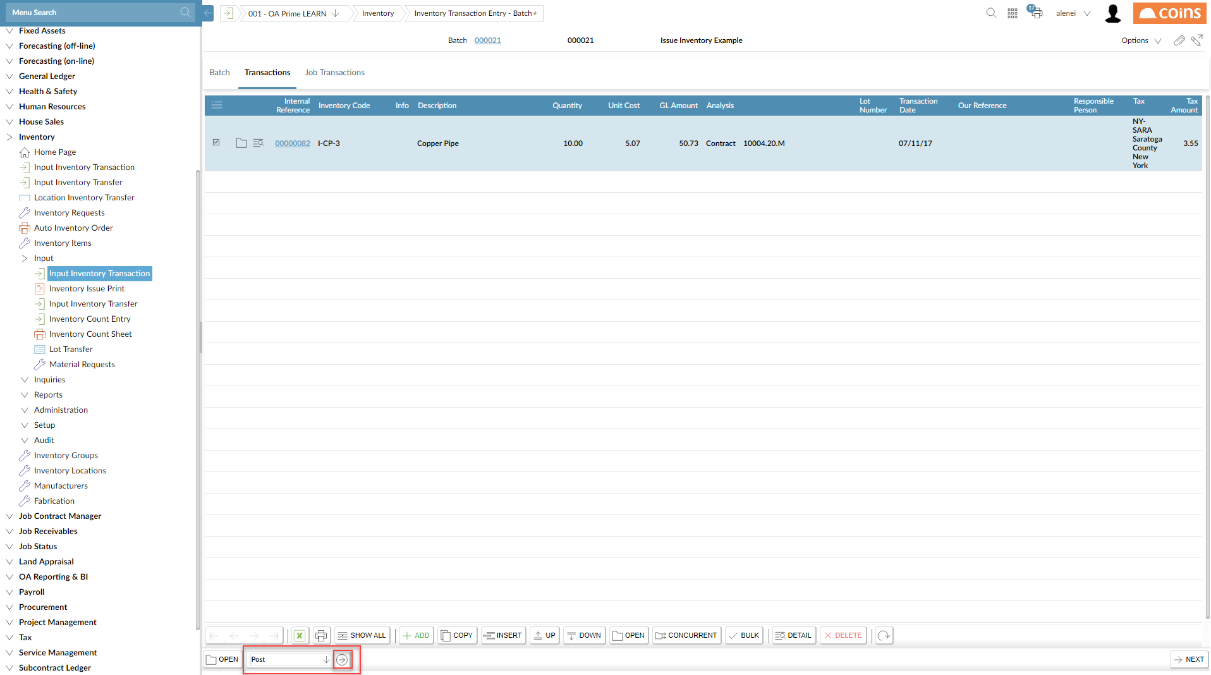 Menu Search
Fixed Assets
Forecasting (off-line)
Forecasting (on-line)
General Ledger
Health & Safety
Human Resources
House Sales
Inventory
Home Page
Input Inventory Transaction
Input Inventory Transfer
Location Inventory Transfer
Inventory Requests
Auto Inventory Order
Inventory Items
Input
Input Inventory Transaction
Inventory Issue Print
Input Inventory Transfer
Inventory Count Entry
Inventory Count Sheet
Lot Transfer
Material Requests
Inquiries
Reports
Administration
Setup
Audit
Inventory Groups
Inventory Locations
Manufacturers
Fabrication
Job Contract Manager
Job Receivables
Job Status
Land Appraisal
OA Reporting & BI
Payroll
Procurement
Project Management
Tax
Service Management
Subcontract Ledger
001 - OA Prime LEARN Inventory Inventory Transaction Entry - Batch+ alenei coins
Batch 000021 000021 Issue Inventory Example Options
Batch Transactions Job Transactions
Internal Reference Inventory Code Info Description Quantity Unit Cost GL Amount Analysis Lot Number Transaction Date Our Reference Responsible Person Tax Tax Amount
00000082 I-CP-3 Copper Pipe 10.00 5.07 50.73 Contract 10004.20.M 07/11/17 NY-SARA Saratoga County New York 3.55
SHOW ALL ADD COPY INSERT UP DOWN OPEN CONCURRENT BULK DETAIL DELETE
OPEN Post NEXT